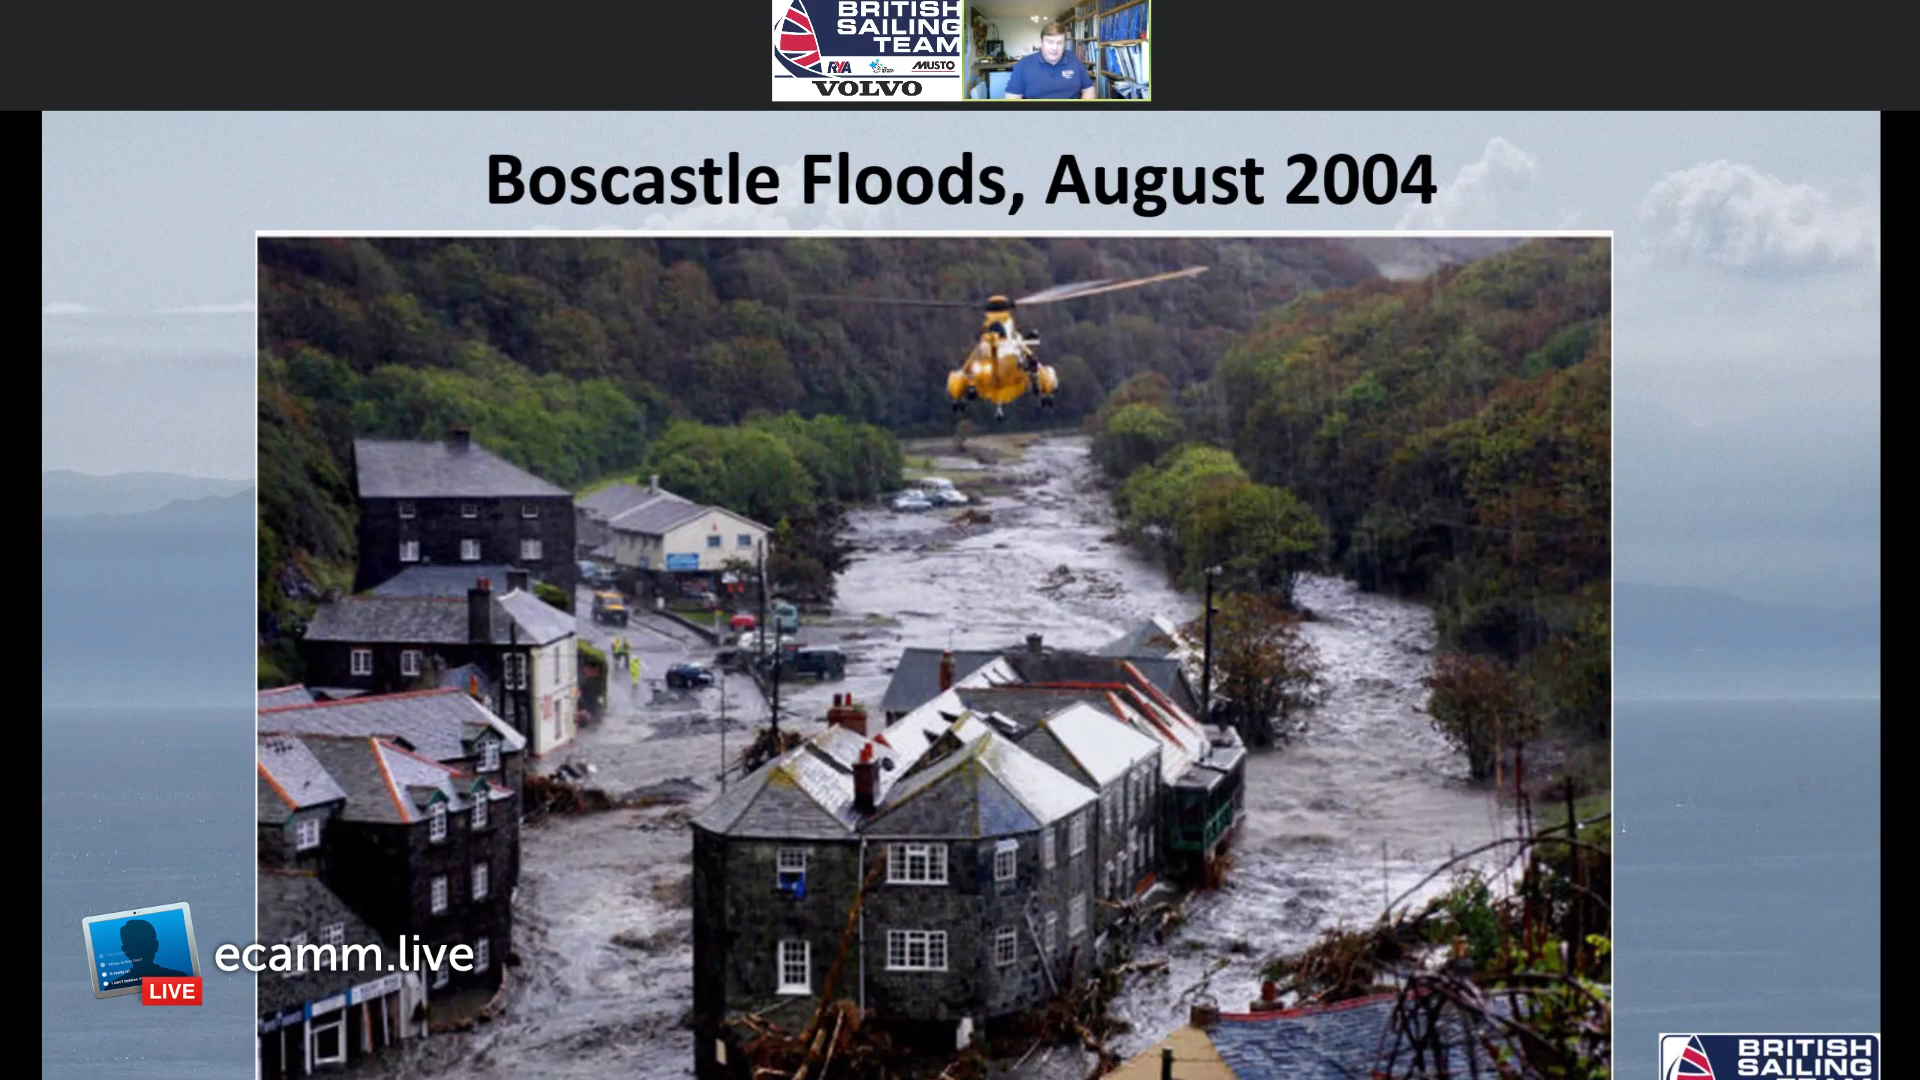 BRITISH
SAILING
TEAM
RYA
MUSTO
VOLVO
Boscastle Floods, August 2004
LIVE
ecamm.live
BRITISH
SAILING